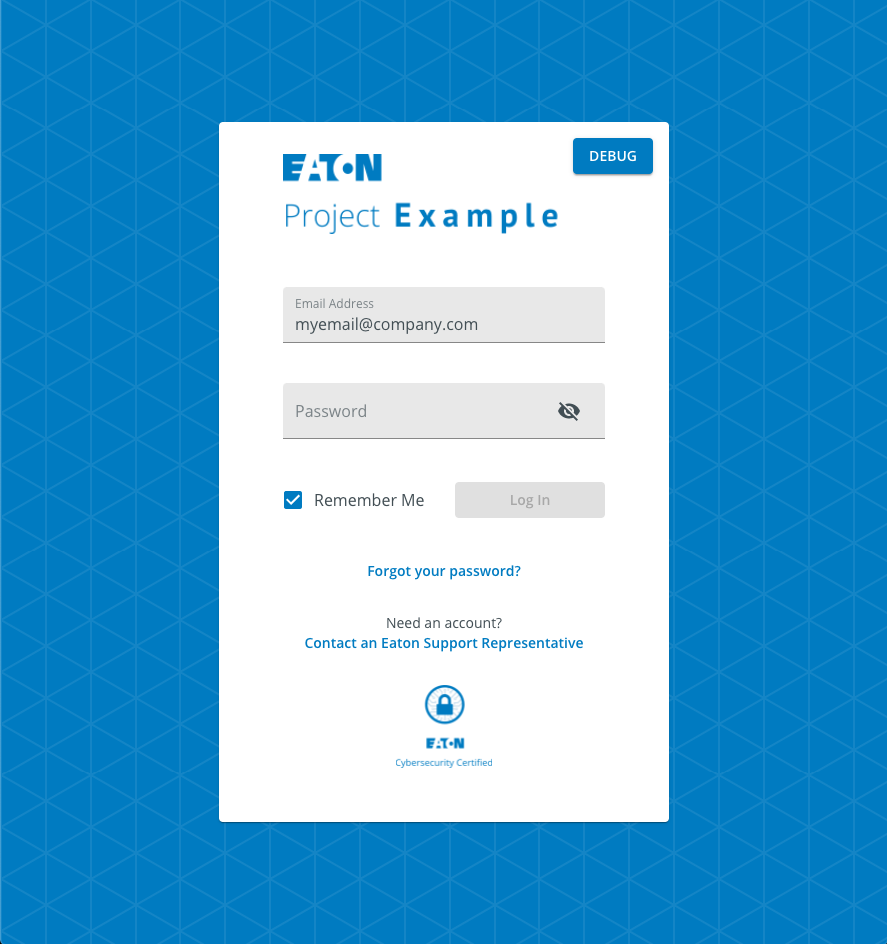 EATON
DEBUG
Project Example
Email Address
myemail@company.com
Password
Remember Me
Log In
Forgot your password?
Need an account?
Contact an Eaton Support Representative
EATON
Cybersecurity Certified